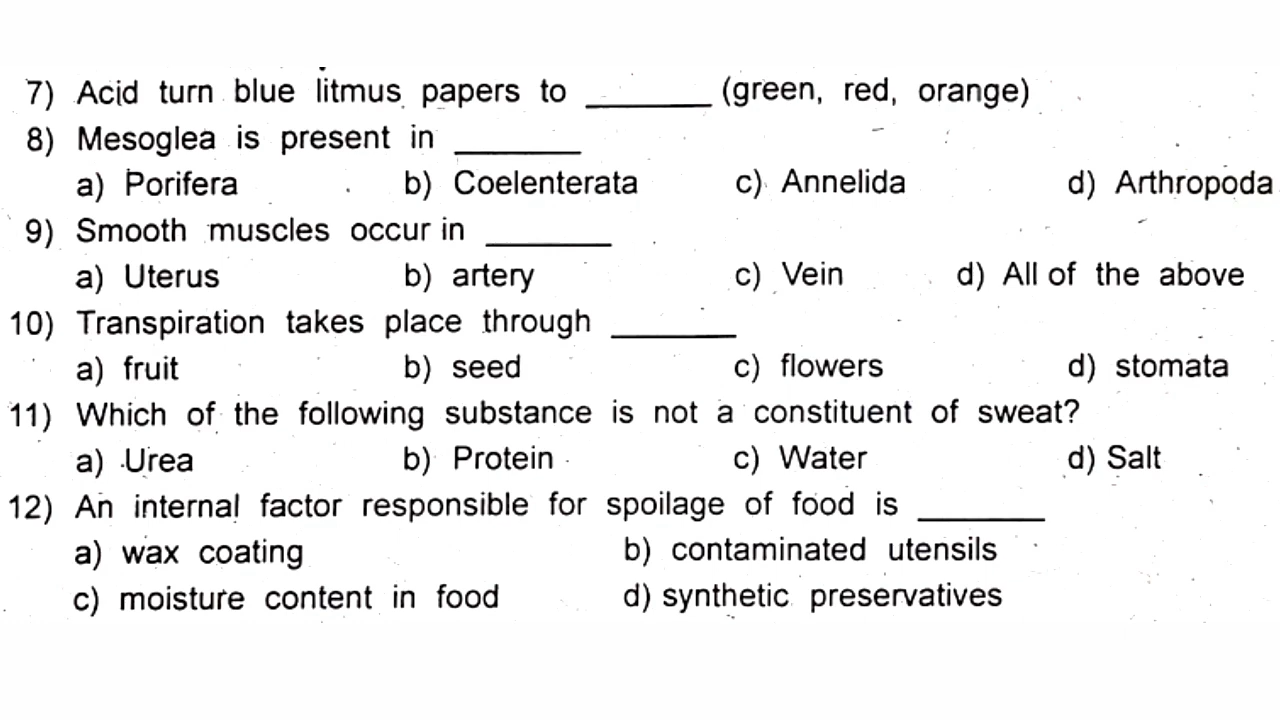 7) Acid turn blue litmus papers to _______ (green, red, orange)
8) Mesoglea is present in _______
a) Porifera b) Coelenterata c) Annelida d) Arthropoda
9) Smooth muscles occur in _______
a) Uterus b) artery c) Vein d) All of the above
10) Transpiration takes place through _______
a) fruit b) seed c) flowers d) stomata
11) Which of the following substance is not a constituent of sweat?
a) Urea b) Protein c) Water d) Salt
12) An internal factor responsible for spoilage of food is _______
a) wax coating b) contaminated utensils
c) moisture content in food d) synthetic preservatives